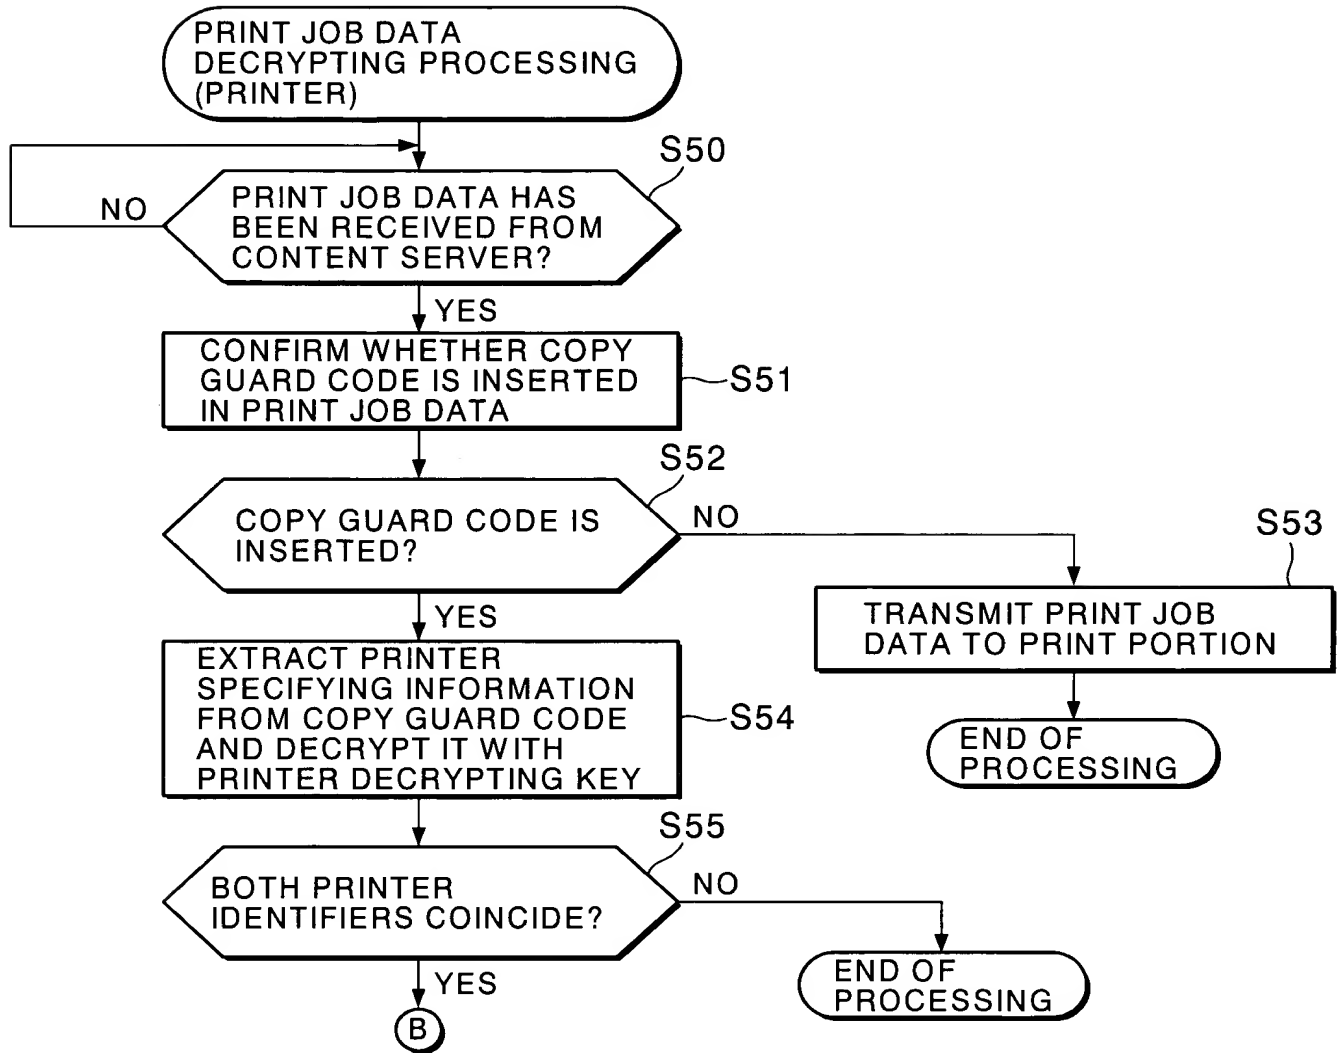 PRINT JOB DATA
DECRYPTING PROCESSING
(PRINTER)
S50
NO
PRINT JOB DATA HAS
BEEN RECEIVED FROM
CONTENT SERVER?
YES
CONFIRM WHETHER COPY
GUARD CODE IS INSERTED
IN PRINT JOB DATA
S51
S52
COPY GUARD CODE IS
INSERTED?
NO
S53
YES
TRANSMIT PRINT JOB
DATA TO PRINT PORTION
EXTRACT PRINTER
SPECIFYING INFORMATION
FROM COPY GUARD CODE
AND DECRYPT IT WITH
PRINTER DECRYPTING KEY
S54
END OF
PROCESSING
S55
BOTH PRINTER
IDENTIFIERS COINCIDE?
NO
YES
END OF
PROCESSING
B